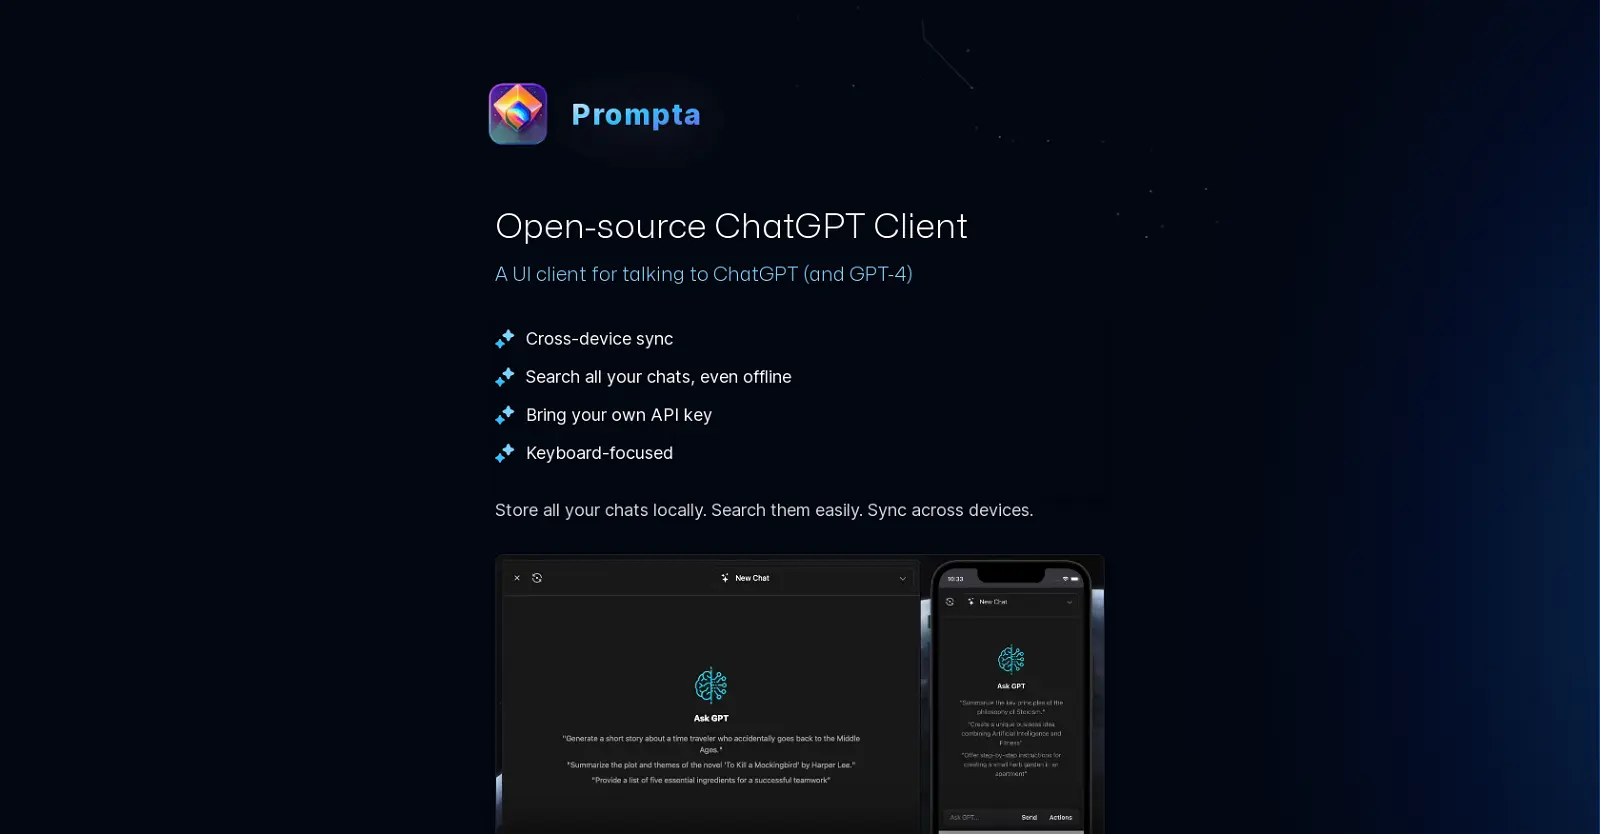 Prompta
Open-source ChatGPT Client
A UI client for talking to ChatGPT (and GPT-4)
Cross-device sync
Search all your chats, even offline
Bring your own API key
Keyboard-focused
Store all your chats locally. Search them easily. Sync across devices.
New Chat
Ask GPT
"Generate a short story about a time traveler who accidentally goes back to the Middle
Ages."
"Summarize the plot and themes of the novel 'To Kill a Mockingbird' by Harper Lee."
"Provide a list of five essential ingredients for a successful teamwork"
10:33
New Chat
Ask GPT
"Summarize the key principles of the
philosophy of Stoicism."
"Create a unique business idea
combining Artificial Intelligence and
Fitness"
"Offer step-by-step instructions for
creating a small herb garden in an
apartment"
Ask GPT...
Send
Actions